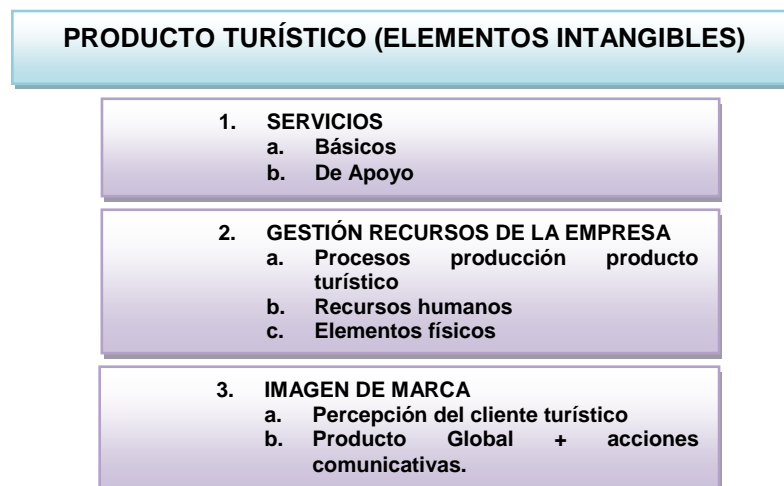 PRODUCTO TURÍSTICO (ELEMENTOS INTANGIBLES)
1. SERVICIOS
a. Básicos
b. De Apoyo
2. GESTIÓN RECURSOS DE LA EMPRESA
a. Procesos producción producto
turístico
b. Recursos humanos
c. Elementos físicos
3. IMAGEN DE MARCA
a. Percepción del cliente turístico
b. Producto Global + acciones
comunicativas.